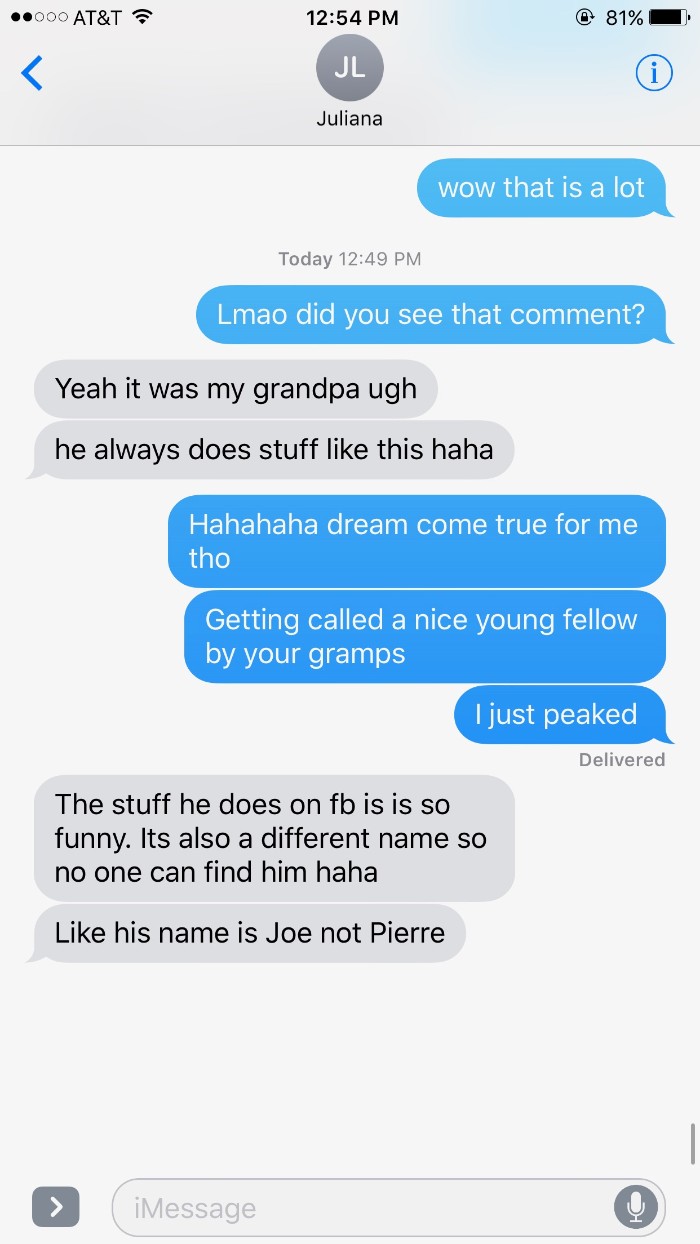 AT&T 12:54 PM 81%
JL
Juliana
wow that is a lot
Today 12:49 PM
Lmao did you see that comment?
Yeah it was my grandpa ugh
he always does stuff like this haha
Hahahaha dream come true for me
tho
Getting called a nice young fellow
by your gramps
I just peaked
Delivered
The stuff he does on fb is is so
funny. Its also a different name so
no one can find him haha
Like his name is Joe not Pierre
iMessage